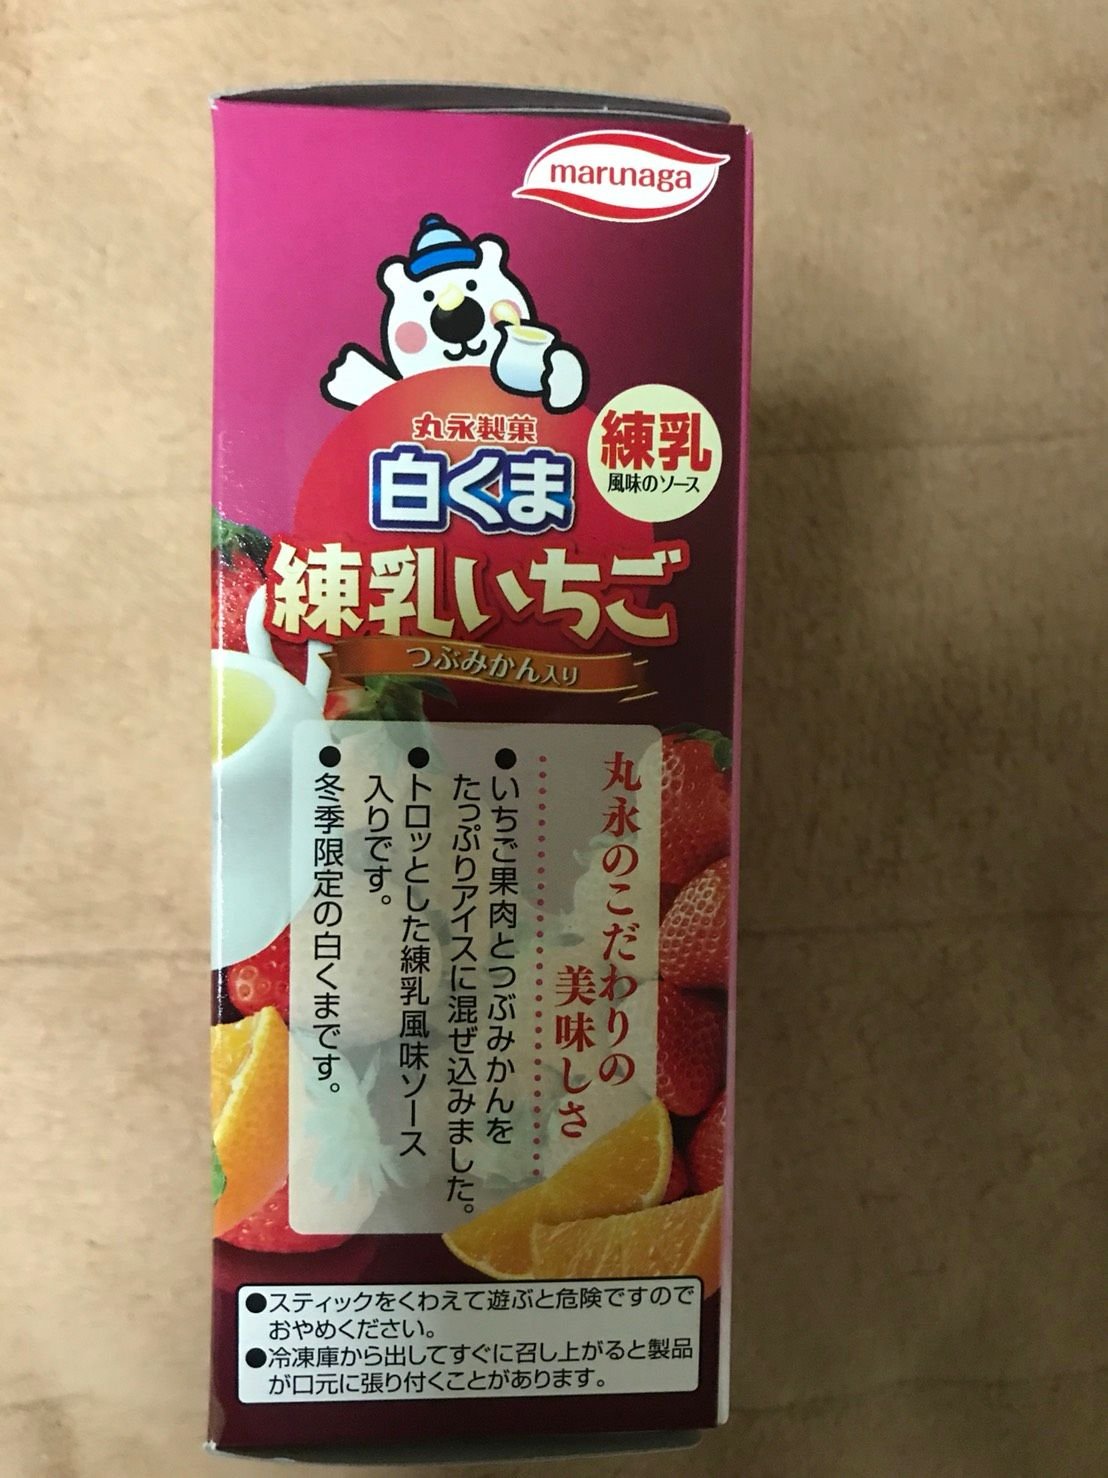 marunaga
丸永製菓
白くま
練乳
風味のソース
練乳いちご
つぶみかん入り
丸永のこだわりの
美味しさ
●いちご果肉とつぶみかんを
たっぷりアイスに混ぜ込みました。
●トロッとした練乳風味ソース
入りです。
●冬季限定の白くまです。
●スティックをくわえて遊ぶと危険ですので
おやめください。
●冷凍庫から出してすぐに召し上がると製品
が口元に張り付くことがあります。